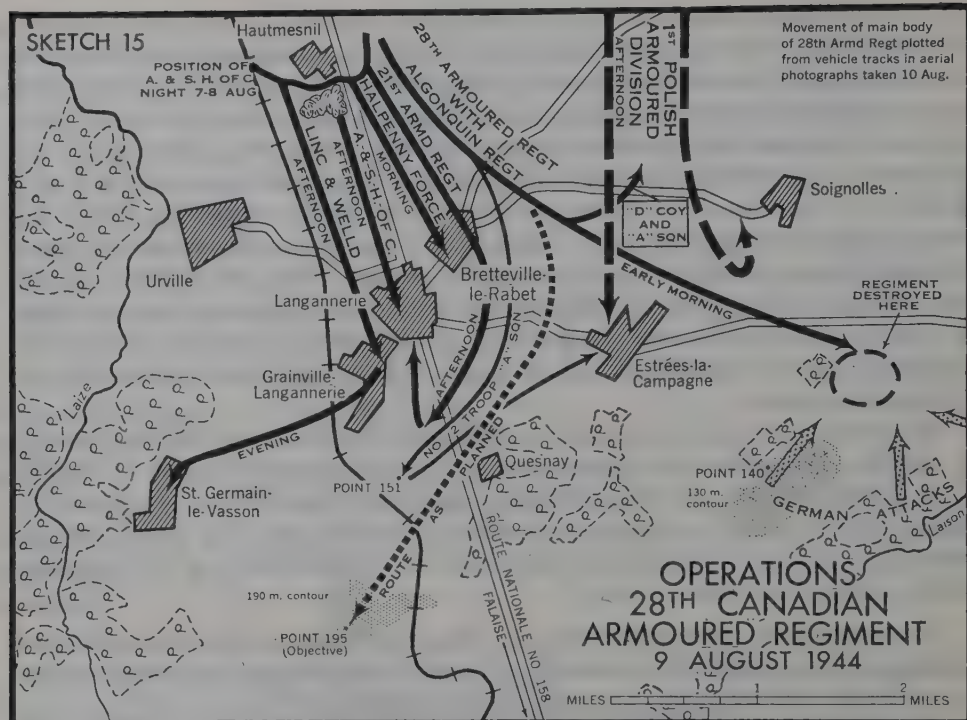 SKETCH 15
Hautmesnil
POSITION OF
A. & S. H. OF C.
NIGHT 7-8 AUG
28TH ARMOURED REGT
WITH
ALGONQUIN REGT
21ST ARMD REGT
HALPENNY FORCE
MORNING
A.-&-S.-H.-OF C.
AFTERNOON
LINC & WELLD
AFTERNOON
1ST POLISH
ARMOURED
DIVISION
AFTERNOON
Movement of main body
of 28th Armd Regt plotted
from vehicle tracks in aerial
photographs taken 10 Aug.
Soignolles
"D" COY
AND
"A" SQN
Urville
Langannerie
Bretteville-
le-Rabet
EARLY MORNING
REGIMENT
DESTROYED
HERE
Estrées-la-
Campagne
Grainville-
Langannerie
AFTERNOON
NO 2 TROOP "A" SQN
Laize
EVENING
St. Germain-
le-Vasson
POINT 151
Quesnay
POINT 140
130 m.
contour
GERMAN ATTACKS
Laison
ROUTE AS PLANNED
190 m. contour
POINT 195
(Objective)
ROUTE NATIONALE NO 158
FALAISE
OPERATIONS
28TH CANADIAN
ARMOURED REGIMENT
9 AUGUST 1944
MILES 1 2 MILES